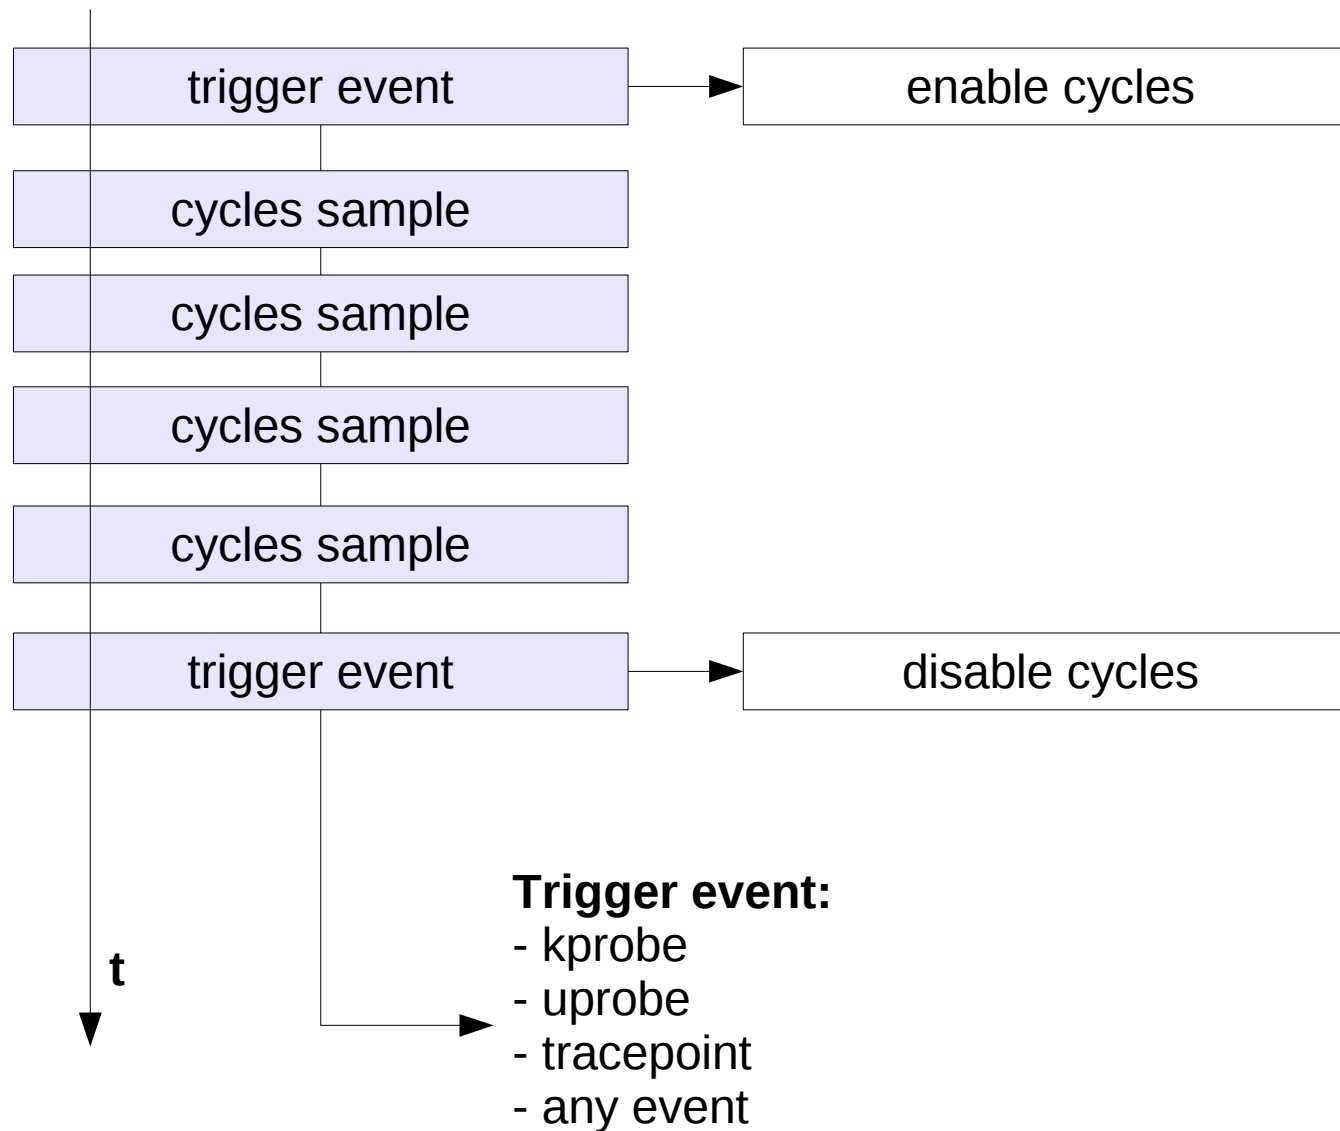 trigger event
enable cycles
cycles sample
cycles sample
cycles sample
cycles sample
trigger event
disable cycles
t
Trigger event:
- kprobe
- uprobe
- tracepoint
- any event